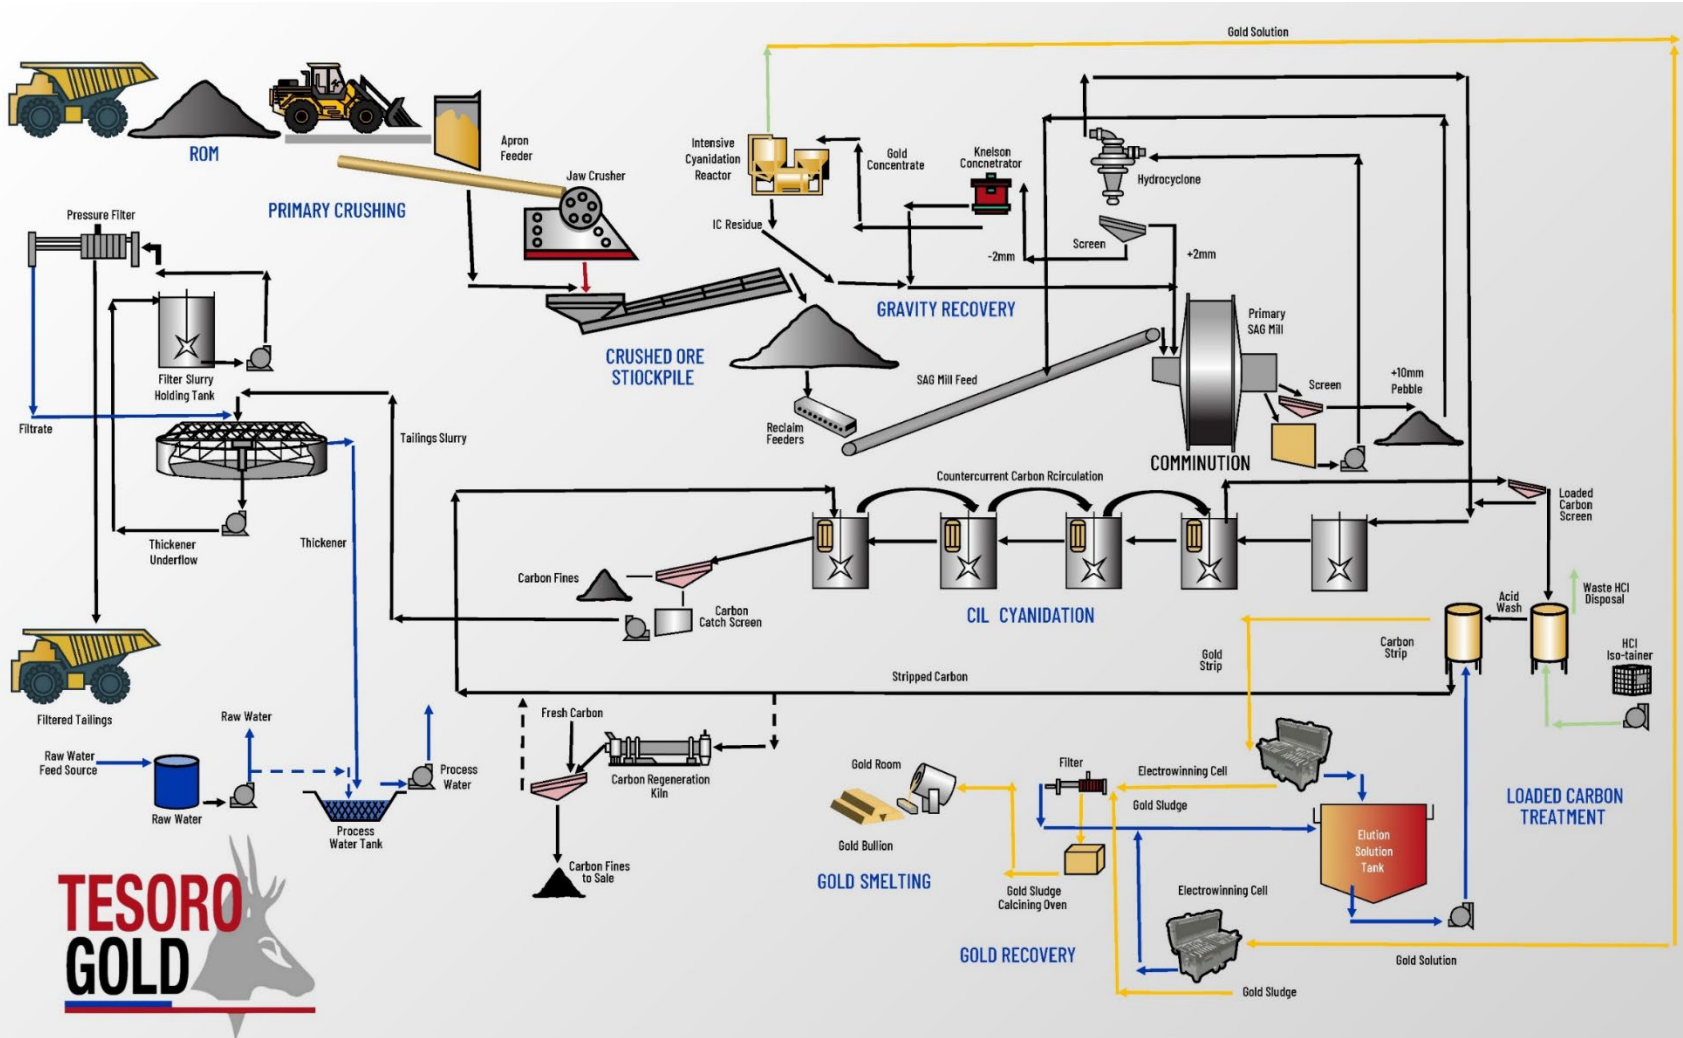 Gold Solution
ROM
Apron
Feeder
Jaw Crusher
PRIMARY CRUSHING
Intensive
Cyanidation
Reactor
Gold
Concentrate
Knelson
Concnetrator
Hydrocyclone
IC Residue
Screen
-2mm
+2mm
GRAVITY RECOVERY
Primary
SAG Mill
Pressure Filter
Filter Slurry
Holding Tank
Filtrate
Tailings Slurry
CRUSHED ORE
STIOCKPILE
SAG Mill Feed
Reclaim
Feeders
Screen
+10mm
Pebble
COMMINUTION
Thickener
Underflow
Thickener
Countercurrent Carbon Rcirculation
Loaded
Carbon
Screen
Carbon Fines
Carbon
Catch Screen
CIL CYANIDATION
Acid
Wash
Waste HCl
Disposal
Carbon
Strip
HCl
Iso-tainer
Gold
Strip
Stripped Carbon
Filtered Tailings
Raw Water
Feed Source
Raw Water
Raw Water
Process
Water
Process
Water Tank
Fresh Carbon
Carbon Regeneration
Kiln
Carbon Fines
to Sale
Gold Room
Gold Bullion
GOLD SMELTING
Filter
Electrowinning Cell
Gold Sludge
Gold Sludge
Calcining Oven
Electrowinning Cell
Elution
Solution
Tank
LOADED CARBON
TREATMENT
GOLD RECOVERY
Gold Solution
Gold Sludge
TESORO
GOLD